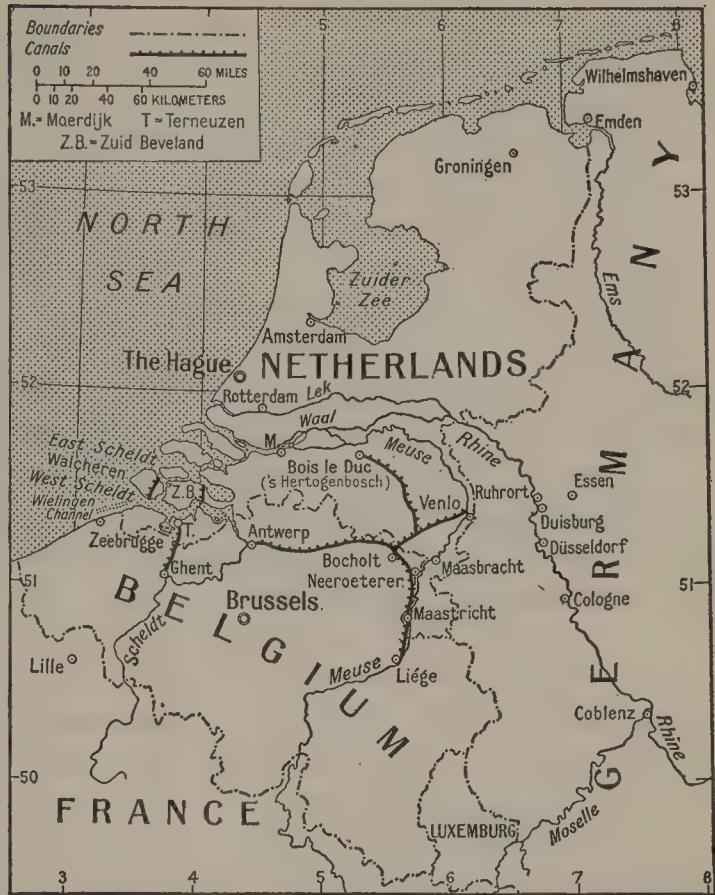 3
4
5
6
7
8
Boundaries
Canals
0 20 40 60 MILES
0 10 20 40 60 KILOMETERS
M.=Moerdijk T=Terneuzen
Z.B.=Zuid Beveland
Wilhelmshaven
Emden
Groningen
53
53
NORTH
SEA
Zuider
Zee
Ems
Amsterdam
The Hague
NETHERLANDS
52
52
Rotterdam
Lek
Waal
M.
Rhine
Meuse
East Scheldt
Walcheren
West Scheldt
Wielingen
Channel
Z.B.
T.
Bois le Duc
('s Hertogenbosch)
Venlo
Ruhrort
Essen
Duisburg
Düsseldorf
Zeebrugge
Antwerp
Ghent
Bocholt
Neeroeteren
Maasbracht
51
51
Cologne
Maastricht
Brussels
BELGIUM
GERMANY
Scheldt
Lille
Meuse
Liége
Coblenz
Rhine
50
50
FRANCE
LUXEMBURG
Moselle
3
4
5
6
7
8